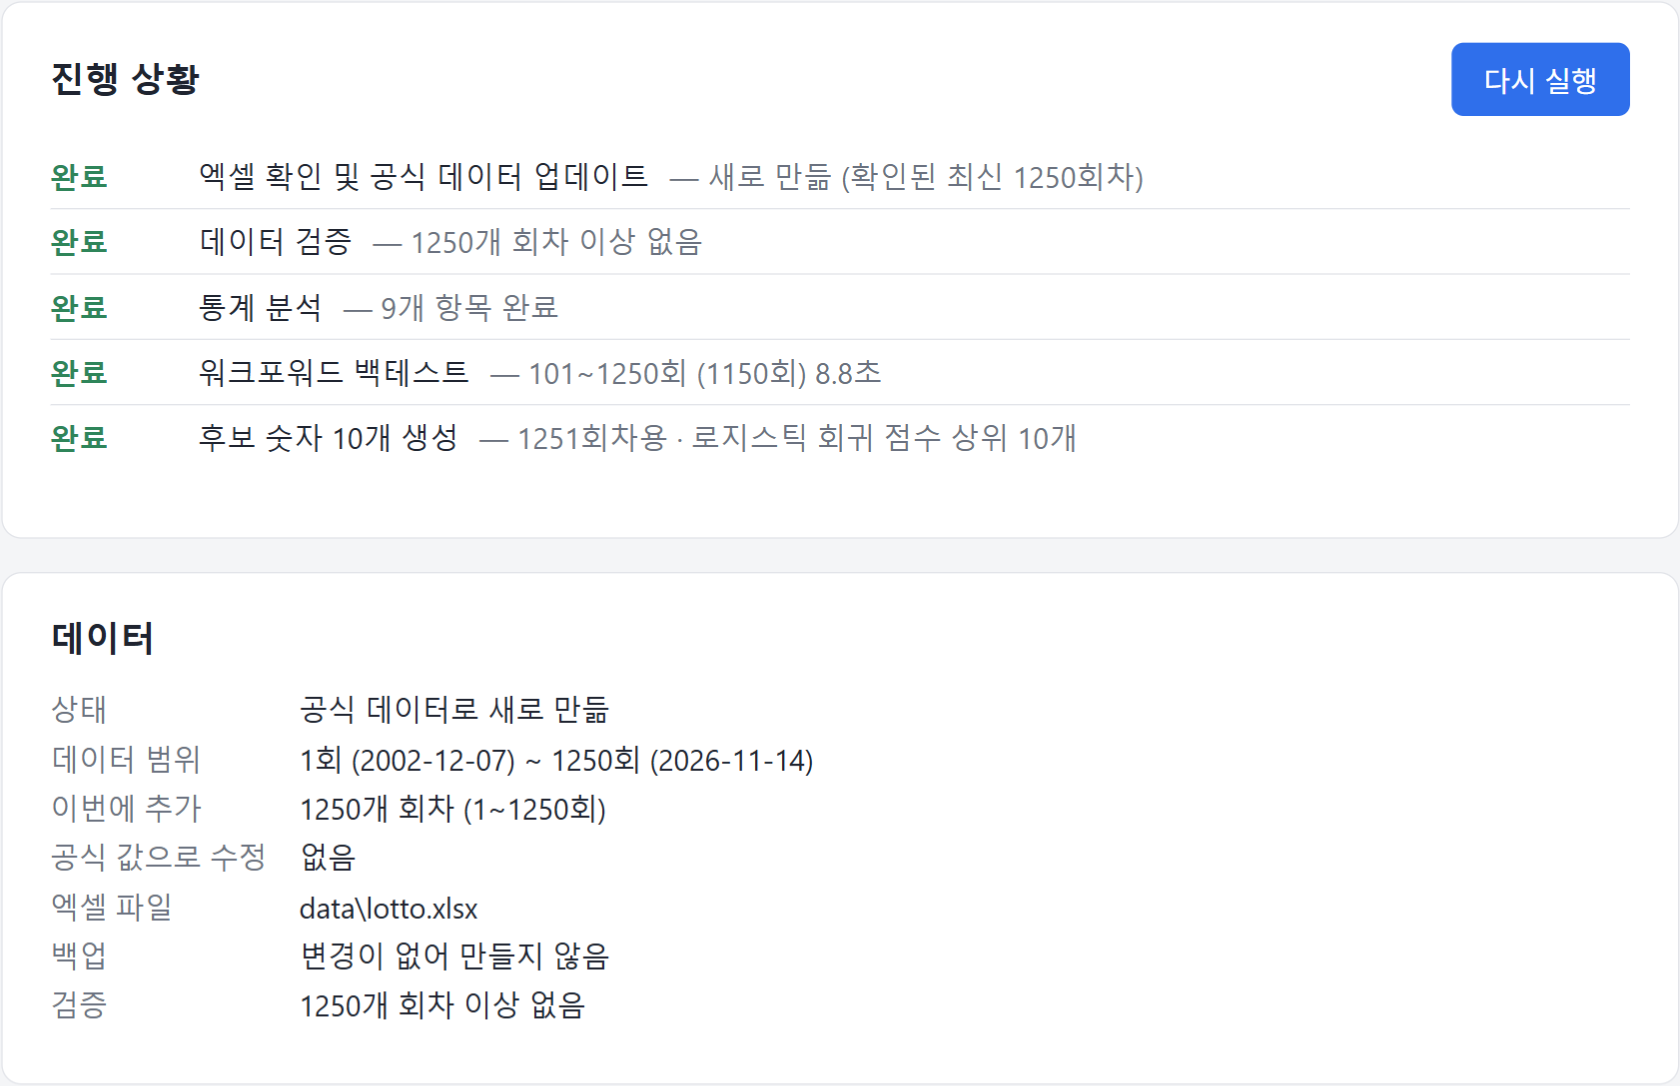 진행 상황
다시 실행
완료 엑셀 확인 및 공식 데이터 업데이트 — 새로 만듦 (확인된 최신 1250회차)
완료 데이터 검증 — 1250개 회차 이상 없음
완료 통계 분석 — 9개 항목 완료
완료 워크포워드 백테스트 — 101~1250회 (1150회) 8.8초
완료 후보 숫자 10개 생성 — 1251회차용 · 로지스틱 회귀 점수 상위 10개
데이터
상태 공식 데이터로 새로 만듦
데이터 범위 1회 (2002-12-07) ~ 1250회 (2026-11-14)
이번에 추가 1250개 회차 (1~1250회)
공식 값으로 수정 없음
엑셀 파일 data\lotto.xlsx
백업 변경이 없어 만들지 않음
검증 1250개 회차 이상 없음